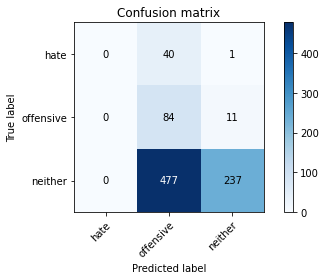 Confusion matrix
hate 0 40 1
offensive 0 84 11
neither 0 477 237
hate offensive neither
True label
Predicted label
400
300
200
100
0